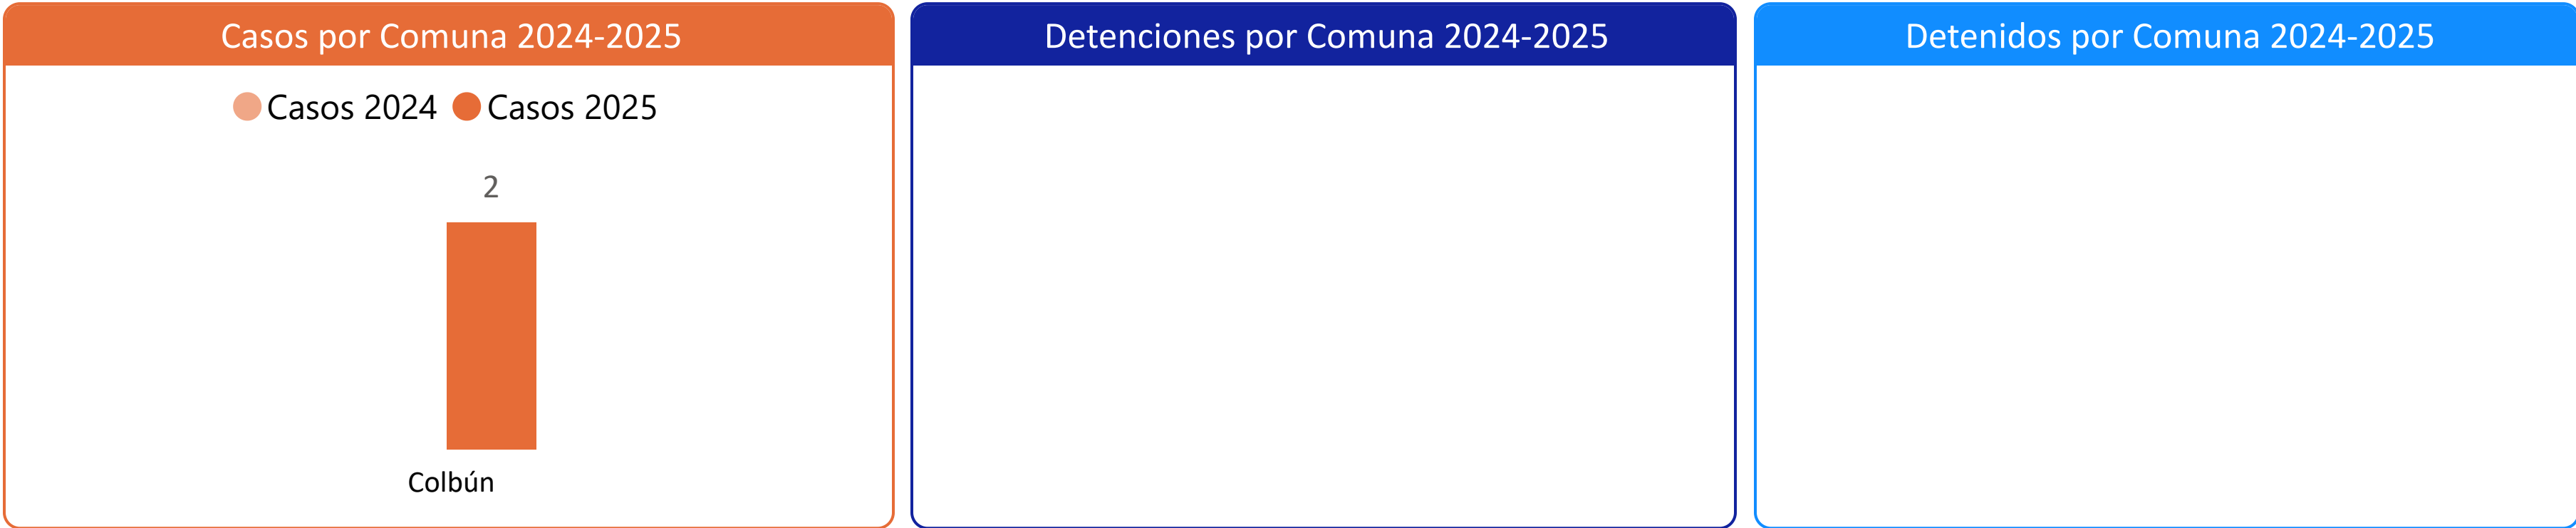 Casos por Comuna 2024-2025
Casos 2024 Casos 2025
2
Colbún
Detenciones por Comuna 2024-2025
Detenidos por Comuna 2024-2025